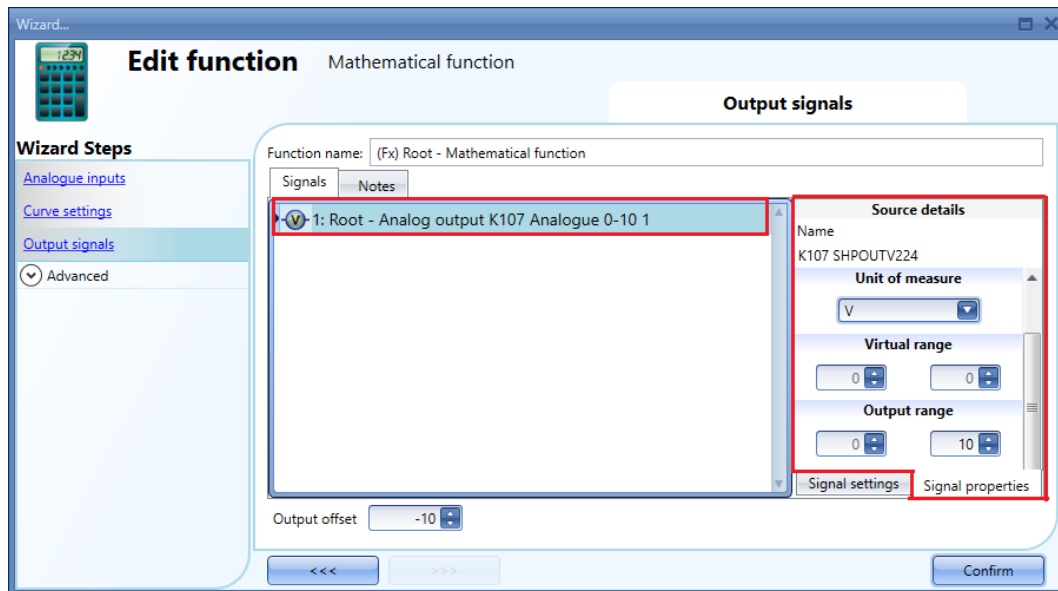 Wizard...
1234
Edit function
Mathematical function
Output signals
Wizard Steps
Analogue inputs
Curve settings
Output signals
Advanced
Function name: (Fx) Root - Mathematical function
Signals
Notes
V 1: Root - Analog output K107 Analogue 0-10 1
Source details
Name
K107 SHPOUTV224
Unit of measure
V
Virtual range
0 0
Output range
0 10
Signal settings
Signal properties
Output offset -10
<<< >>>
Confirm